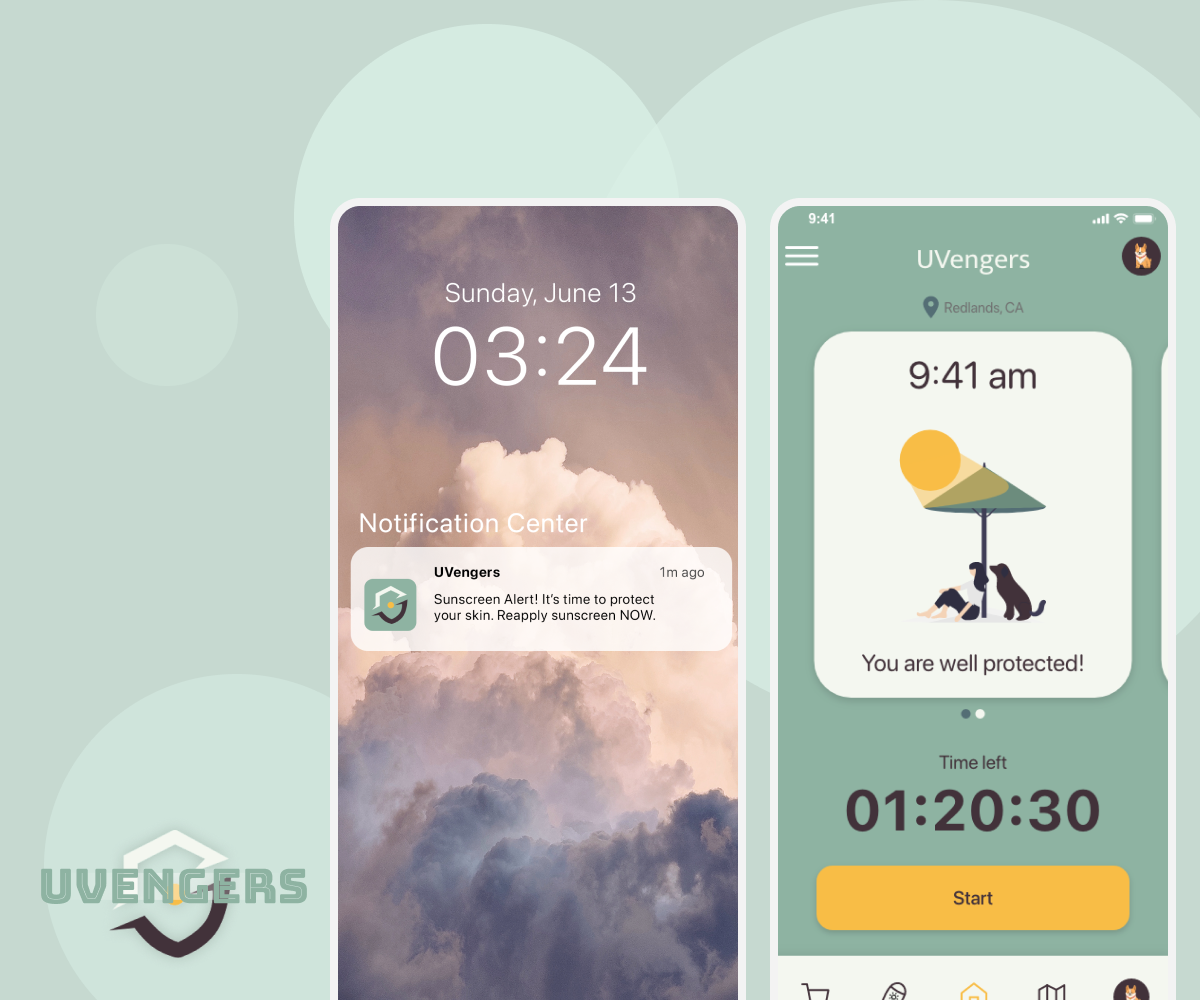 Sunday, June 13
03:24
Notification Center
UVengers
1m ago
Sunscreen Alert! It's time to protect
your skin. Reapply sunscreen NOW.
UVENGERS
9:41
UVengers
Redlands, CA
9:41 am
You are well protected!
Time left
01:20:30
Start